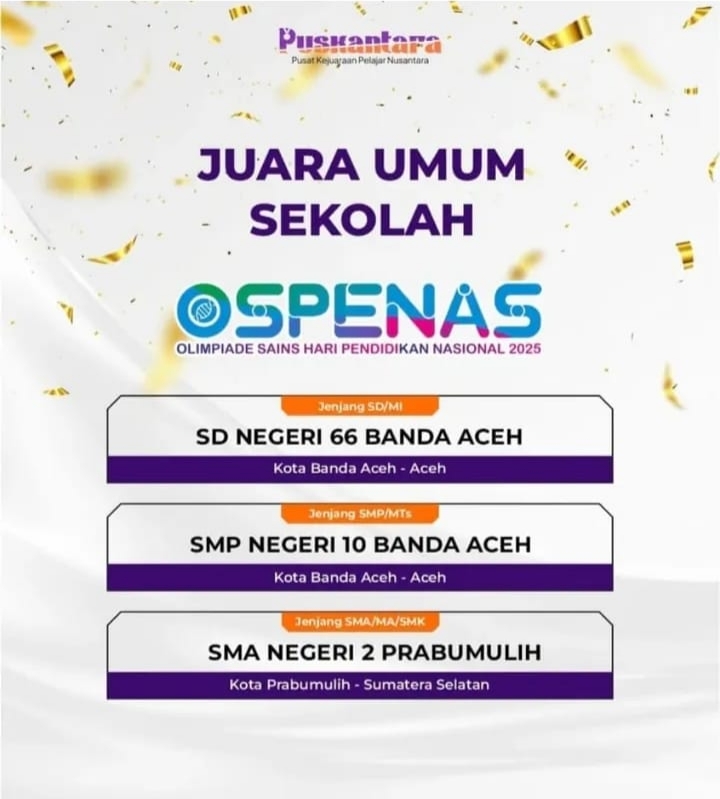 Puskantara
Pusat Kejuaraan Pelajar Nusantara
JUARA UMUM
SEKOLAH
OSPENAS
OLIMPIADE SAINS HARI PENDIDIKAN NASIONAL 2025
Jenjang SD/MI
SD NEGERI 66 BANDA ACEH
Kota Banda Aceh - Aceh
Jenjang SMP/MTs
SMP NEGERI 10 BANDA ACEH
Kota Banda Aceh - Aceh
Jenjang SMA/MA/SMK
SMA NEGERI 2 PRABUMULIH
Kota Prabumulih - Sumatera Selatan